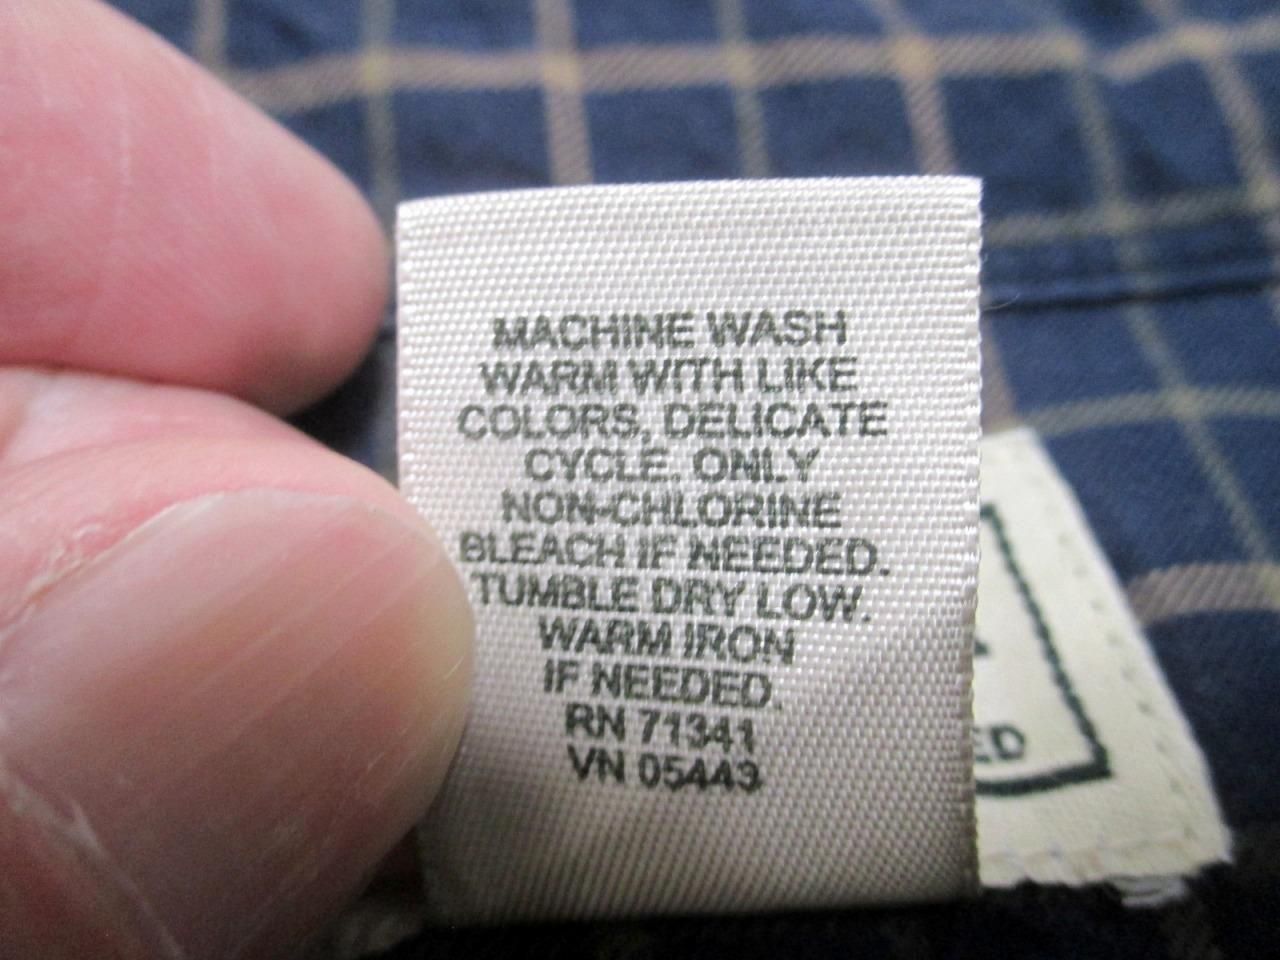 MACHINE WASH
WARM WITH LIKE
COLORS, DELICATE
CYCLE. ONLY
NON-CHLORINE
BLEACH IF NEEDED.
TUMBLE DRY LOW.
WARM IRON
IF NEEDED.
RN 71341
VN 05443